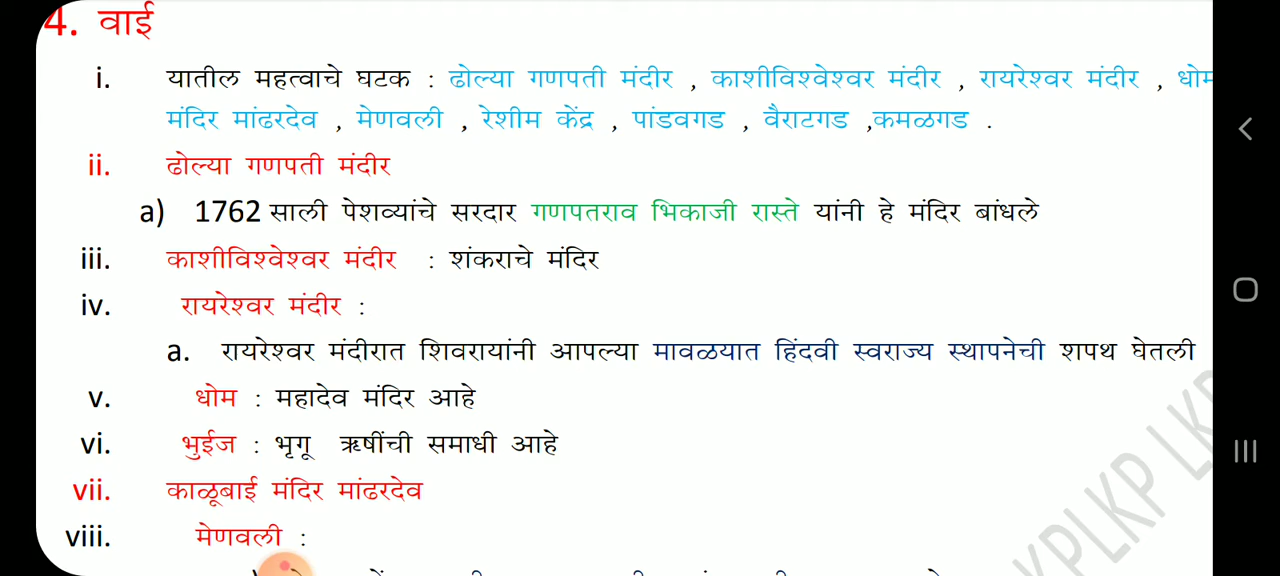 4. वाई
i. यातील महत्वाचे घटक : ढोल्या गणपती मंदीर , काशीविश्वेश्वर मंदीर , रायरेश्वर मंदीर , धोम
मंदिर मांढरदेव , मेणवली , रेशीम केंद्र , पांडवगड , वैराटगड ,कमळगड .
ii. ढोल्या गणपती मंदीर
a) 1762 साली पेशव्यांचे सरदार गणपतराव भिकाजी रास्ते यांनी हे मंदिर बांधले
iii. काशीविश्वेश्वर मंदीर : शंकराचे मंदिर
iv. रायरेश्वर मंदीर :
a. रायरेश्वर मंदीरात शिवरायांनी आपल्या मावळयात हिंदवी स्वराज्य स्थापनेची शपथ घेतली
v. धोम : महादेव मंदिर आहे
vi. भुईज : भृगू ऋषींची समाधी आहे
vii. काळूबाई मंदिर मांढरदेव
viii. मेणवली :